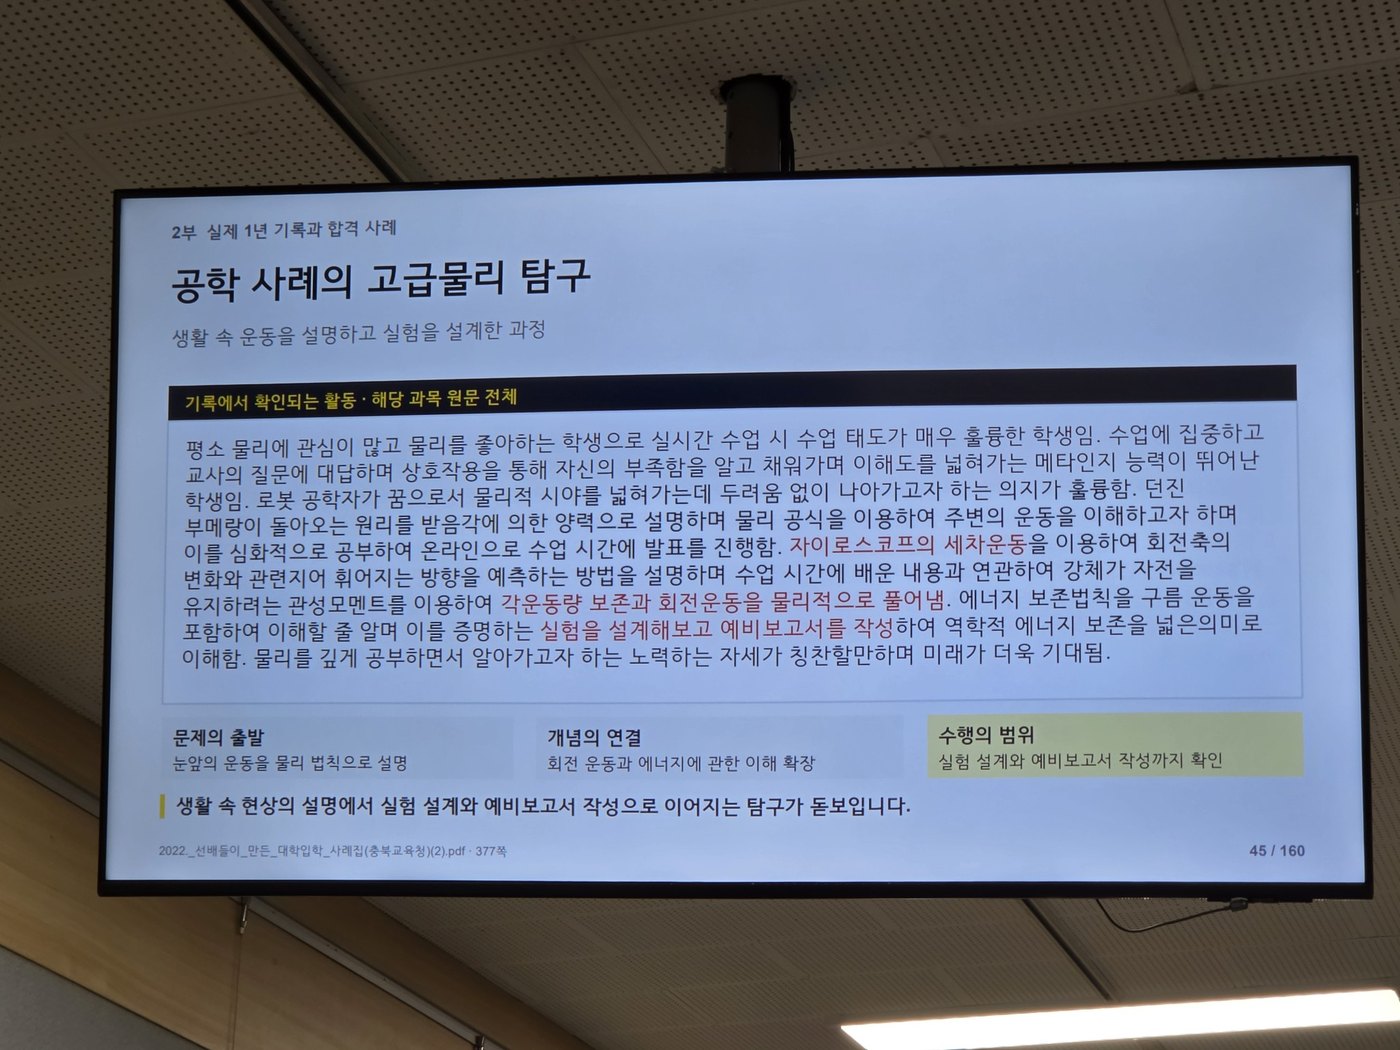 2부 실제 1년 기록과 합격 사례
공학 사례의 고급물리 탐구
생활 속 운동을 설명하고 실험을 설계한 과정
기록에서 확인되는 활동 · 해당 과목 원문 전체
평소 물리에 관심이 많고 물리를 좋아하는 학생으로 실시간 수업 시 수업 태도가 매우 훌륭한 학생임. 수업에 집중하고
교사의 질문에 대답하며 상호작용을 통해 자신의 부족함을 알고 채워가며 이해도를 넓혀가는 메타인지 능력이 뛰어난
학생임. 로봇 공학자가 꿈으로서 물리적 시야를 넓혀가는데 두려움 없이 나아가고자 하는 의지가 훌륭함. 던진
부메랑이 돌아오는 원리를 받음각에 의한 양력으로 설명하며 물리 공식을 이용하여 주변의 운동을 이해하고자 하며
이를 심화적으로 공부하여 온라인으로 수업 시간에 발표를 진행함. 자이로스코프의 세차운동을 이용하여 회전축의
변화와 관련지어 휘어지는 방향을 예측하는 방법을 설명하며 수업 시간에 배운 내용과 연관하여 강체가 자전을
유지하려는 관성모멘트를 이용하여 각운동량 보존과 회전운동을 물리적으로 풀어냄. 에너지 보존법칙을 구름 운동을
포함하여 이해할 줄 알며 이를 증명하는 실험을 설계해보고 예비보고서를 작성하여 역학적 에너지 보존을 넓은의미로
이해함. 물리를 깊게 공부하면서 알아가고자 하는 노력하는 자세가 칭찬할만하며 미래가 더욱 기대됨.
문제의 출발
눈앞의 운동을 물리 법칙으로 설명
개념의 연결
회전 운동과 에너지에 관한 이해 확장
수행의 범위
실험 설계와 예비보고서 작성까지 확인
생활 속 현상의 설명에서 실험 설계와 예비보고서 작성으로 이어지는 탐구가 돋보입니다.
2022._선배들이_만든_대학입학_사례집(충북교육청)(2).pdf · 377쪽
45 / 160